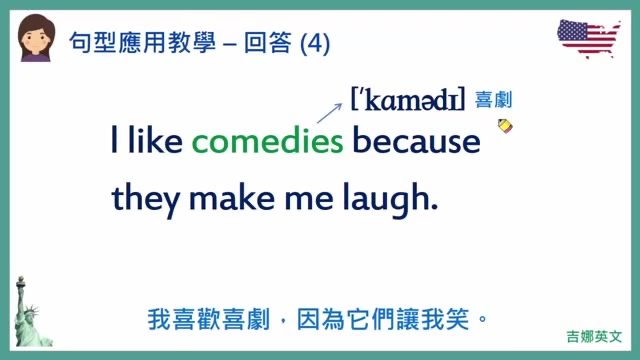 句型應用教學 – 回答 (4)
[ˈkɑmədɪ] 喜劇
I like comedies because
they make me laugh.
我喜歡喜劇，因為它們讓我笑。
吉娜英文